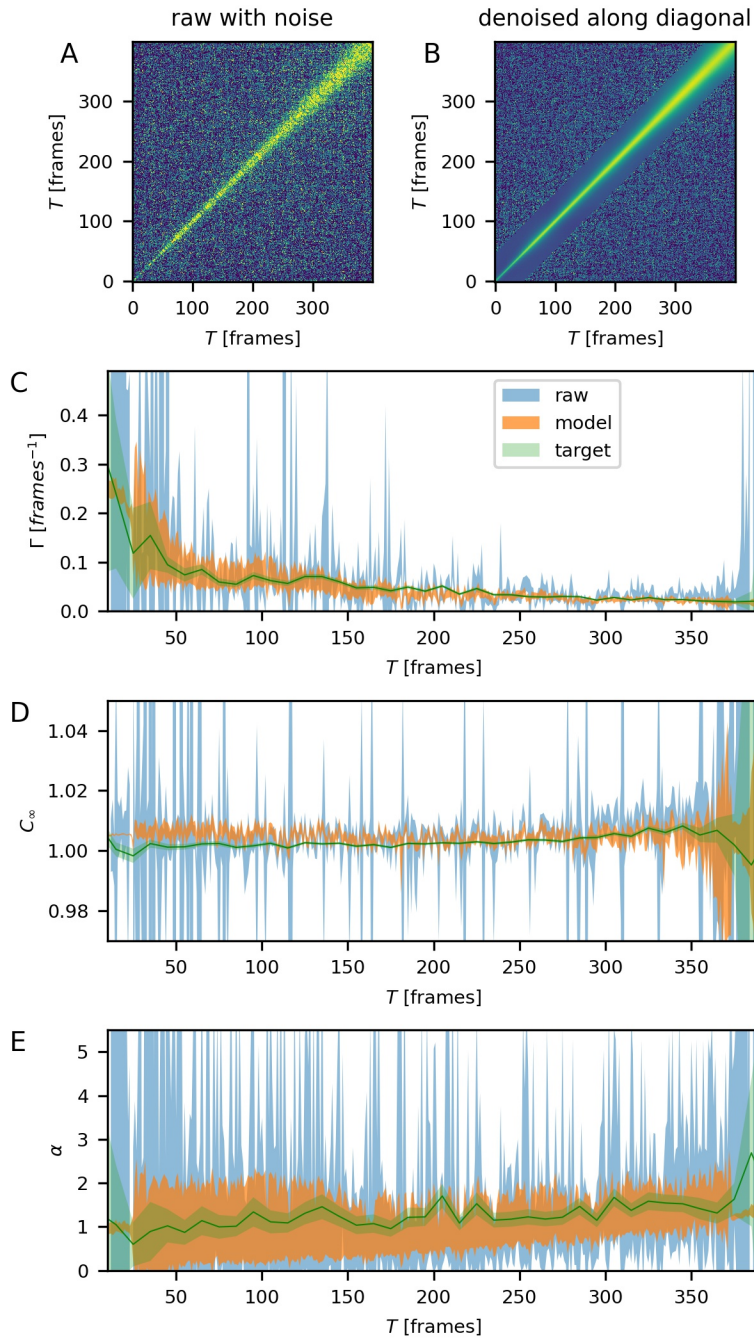 raw with noise
denoised along diagonal
A
B
T [frames]
300
200
100
0
0 100 200 300
T [frames]
T [frames]
300
200
100
0
0 100 200 300
T [frames]
C
Γ [frames⁻¹]
0.4
0.3
0.2
0.1
0.0
raw
model
target
50 100 150 200 250 300 350
T [frames]
D
C∞
1.04
1.02
1.00
0.98
50 100 150 200 250 300 350
T [frames]
E
α
5
4
3
2
1
0
50 100 150 200 250 300 350
T [frames]